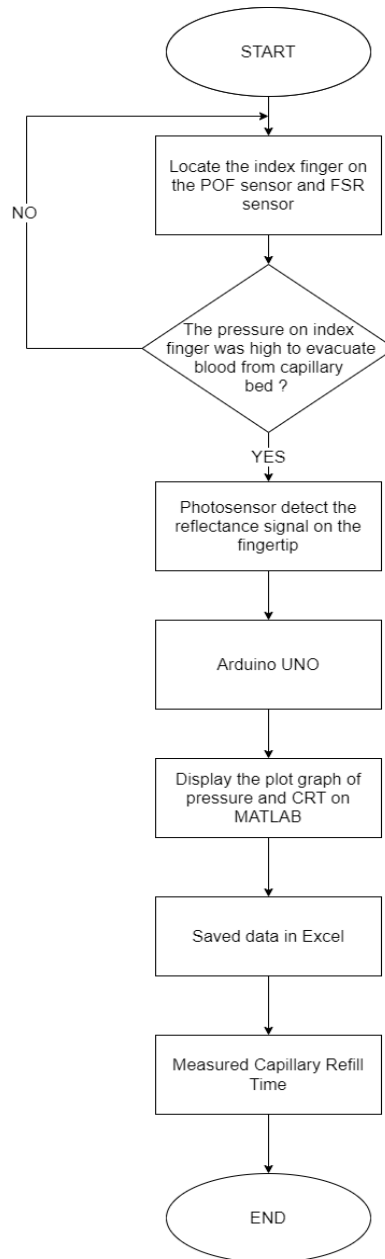 START
Locate the index finger on
the POF sensor and FSR
sensor
NO
The pressure on index
finger was high to evacuate
blood from capillary
bed ?
YES
Photosensor detect the
reflectance signal on the
fingertip
Arduino UNO
Display the plot graph of
pressure and CRT on
MATLAB
Saved data in Excel
Measured Capillary Refill
Time
END